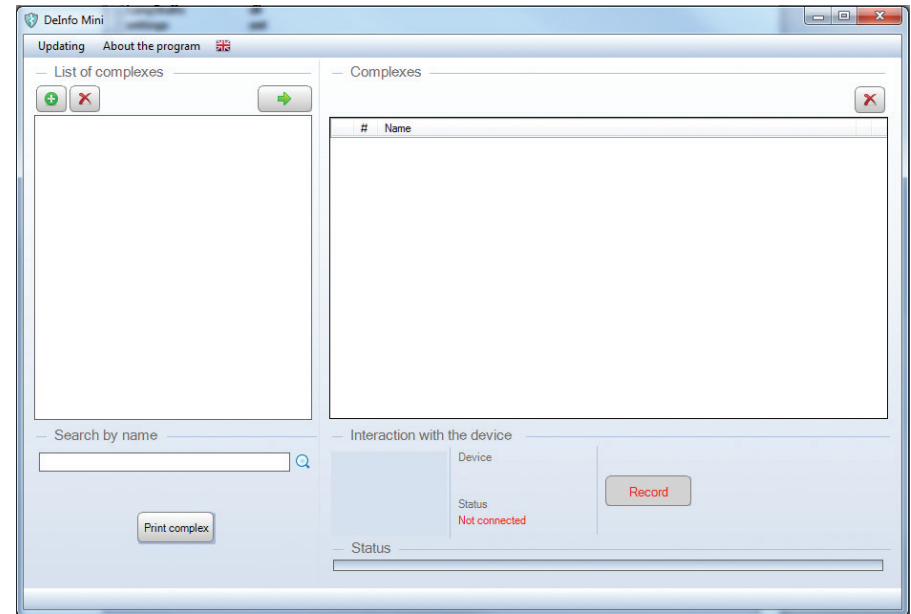 DeInfo Mini
Updating About the program
List of complexes
Complexes
# Name
Search by name
Interaction with the device
Device
Status
Not connected
Record
Print complex
Status